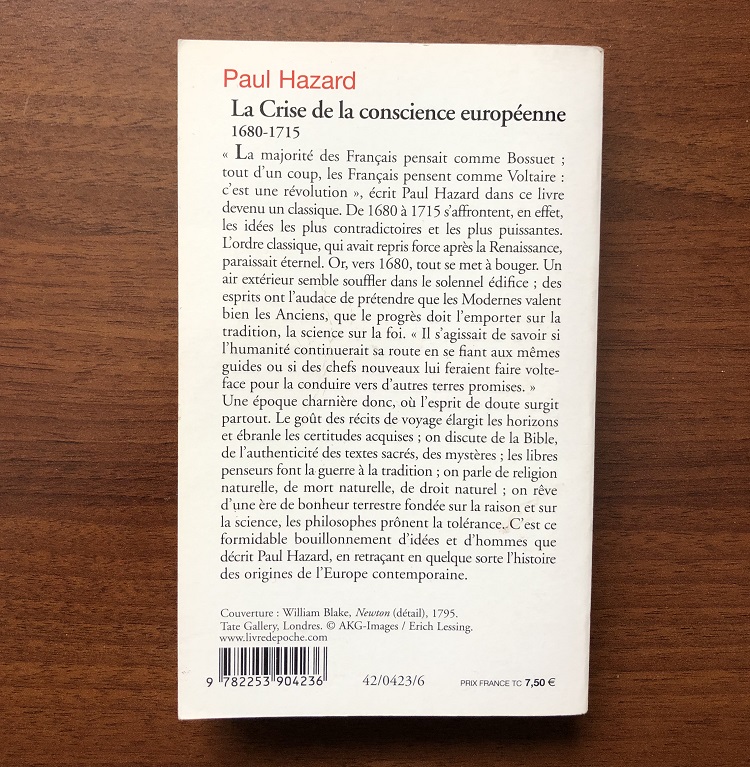 Paul Hazard
La Crise de la conscience européenne
1680-1715
« La majorité des Français pensait comme Bossuet ;
tout d'un coup, les Français pensent comme Voltaire :
c'est une révolution », écrit Paul Hazard dans ce livre
devenu un classique. De 1680 à 1715 s'affrontent, en effet,
les idées les plus contradictoires et les plus puissantes.
L'ordre classique, qui avait repris force après la Renaissance,
paraissait éternel. Or, vers 1680, tout se met à bouger. Un
air extérieur semble souffler dans le solennel édifice ; des
esprits ont l'audace de prétendre que les Modernes valent
bien les Anciens, que le progrès doit l'emporter sur la
tradition, la science sur la foi. « Il s'agissait de savoir si
l'humanité continuerait sa route en se fiant aux mêmes
guides ou si des chefs nouveaux lui feraient faire volte-
face pour la conduire vers d'autres terres promises. »
Une époque charnière donc, où l'esprit de doute surgit
partout. Le goût des récits de voyage élargit les horizons
et ébranle les certitudes acquises ; on discute de la Bible,
de l'authenticité des textes sacrés, des mystères ; les libres
penseurs font la guerre à la tradition ; on parle de religion
naturelle, de mort naturelle, de droit naturel ; on rêve
d'une ère de bonheur terrestre fondée sur la raison et sur
la science, les philosophes prônent la tolérance. C'est ce
formidable bouillonnement d'idées et d'hommes que
décrit Paul Hazard, en retraçant en quelque sorte l'histoire
des origines de l'Europe contemporaine.
Couverture : William Blake, Newton (détail), 1795.
Tate Gallery, Londres. © AKG-Images / Erich Lessing.
www.livredepoche.com
9 782253 904236
42/0423/6
PRIX FRANCE TC 7,50 €